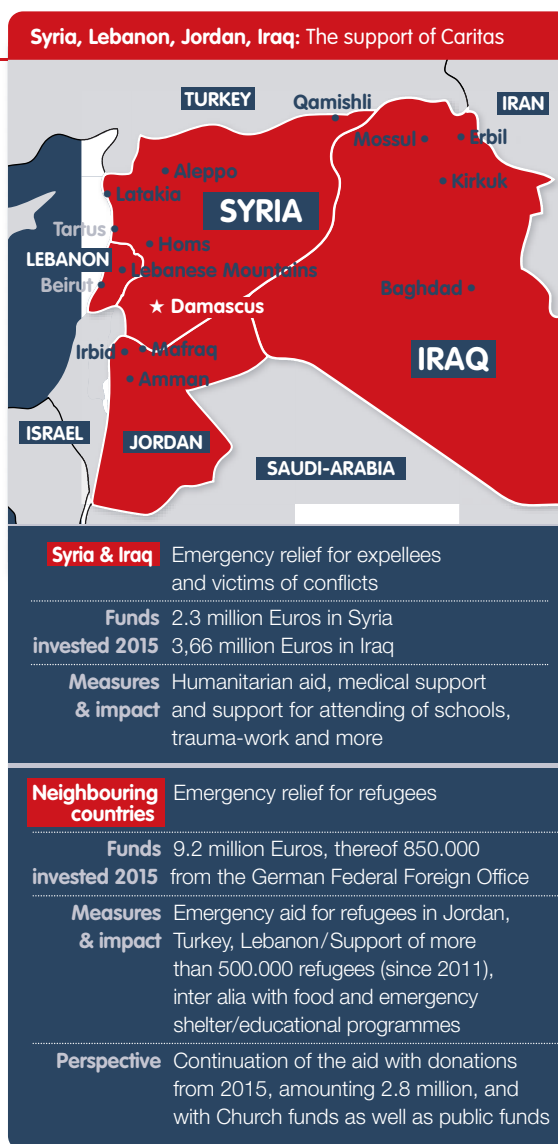 Syria, Lebanon, Jordan, Iraq: The support of Caritas
TURKEY
Qamishli
IRAN
Mossul
Erbil
Aleppo
Kirkuk
Latakia
SYRIA
Tartus
Homs
LEBANON
Lebanese Mountains
Beirut
Baghdad
★ Damascus
Irbid
Mafraq
IRAQ
Amman
ISRAEL
JORDAN
SAUDI-ARABIA
Syria & Iraq Emergency relief for expellees
and victims of conflicts
Funds 2.3 million Euros in Syria
invested 2015 3,66 million Euros in Iraq
Measures Humanitarian aid, medical support
& impact and support for attending of schools,
trauma-work and more
Neighbouring Emergency relief for refugees
countries
Funds 9.2 million Euros, thereof 850.000
invested 2015 from the German Federal Foreign Office
Measures Emergency aid for refugees in Jordan,
& impact Turkey, Lebanon/Support of more
than 500.000 refugees (since 2011),
inter alia with food and emergency
shelter/educational programmes
Perspective Continuation of the aid with donations
from 2015, amounting 2.8 million, and
with Church funds as well as public funds